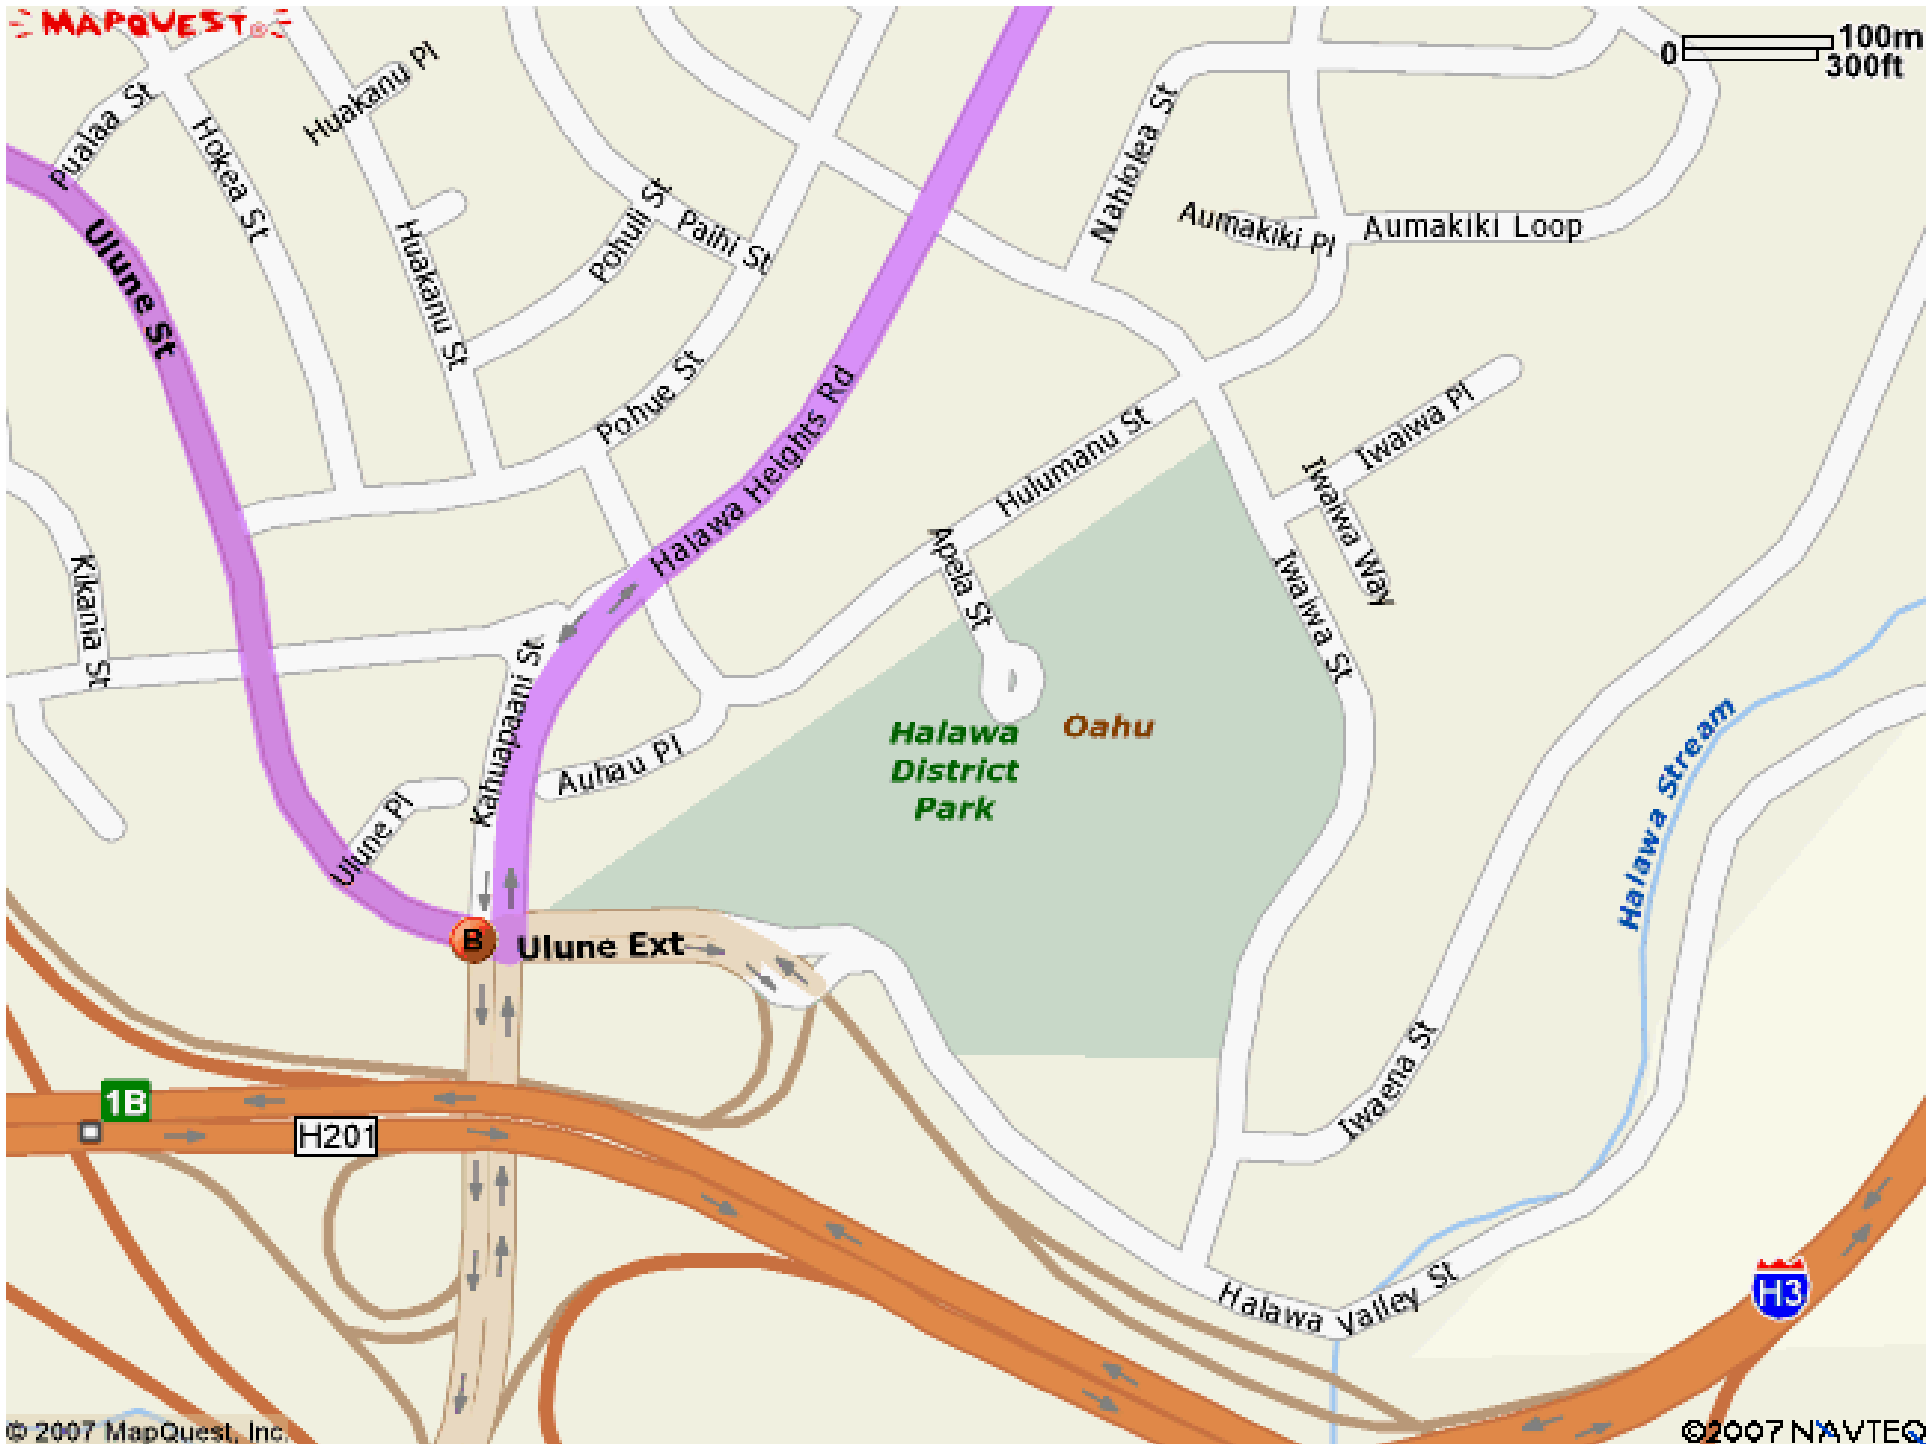 MAPQUEST®
0
100m
300ft
Pualaa St
Hokea St
Huakanu Pl
Huakanu St
Pohuli St
Paihi St
Nahiolea St
Aumakiki Pl
Aumakiki Loop
Ulune St
Pohue St
Halawa Heights Rd
Hulumanu St
Iwaiwa Pl
Iwaiwa Way
Apela St
Iwaiwa St
Kikania St
Kahuapaani St
Auhau Pl
Ulune Pl
Halawa
District
Park
Oahu
Halawa Stream
B
Ulune Ext
1B
H201
Iwaena St
Halawa Valley St
H3
© 2007 MapQuest, Inc.
©2007 NAVTEQ